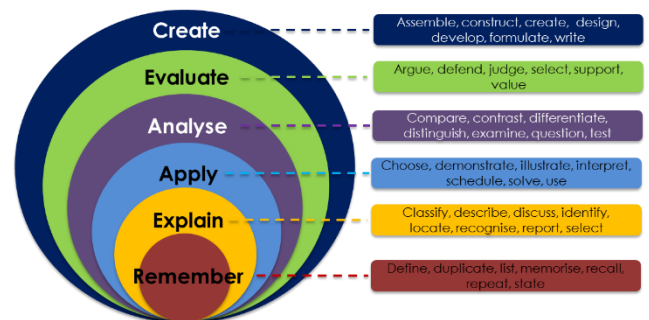 Create
Assemble, construct, create, design,
develop, formulate, write
Evaluate
Argue, defend, judge, select, support,
value
Analyse
Compare, contrast, differentiate,
distinguish, examine, question, test
Apply
Choose, demonstrate, illustrate, interpret,
schedule, solve, use
Explain
Classify, describe, discuss, identify,
locate, recognise, report, select
Remember
Define, duplicate, list, memorise, recall,
repeat, state